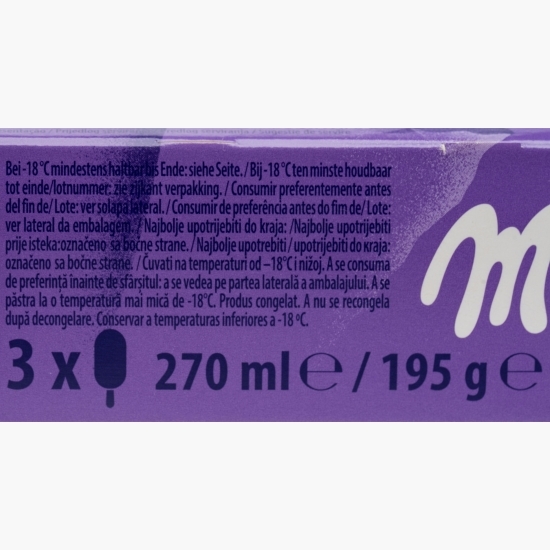 Bei -18 °C mindestens haltbar bis Ende: siehe Seite. / Bij -18 °C ten minste houdbaar
tot einde/lotnummer: zie zijkant verpakking. / Consumir preferentemente antes
del fin de/ Lote: ver solapa lateral. / Consumir de preferência antes do fim de/ Lote:
ver lateral da embalagem. / Najbolje upotrijebiti do kraja: /Najbolje upotrijebiti
prije isteka:označeno sa bočne strane. / Najbolje upotrebiti / upotrijebiti do kraja:
označeno sa bočne strane. / Čuvati na temperaturi od –18°C i nižoj. A se consuma
de preferință înainte de sfârșitul: a se vedea pe partea laterală a ambalajului. A se
păstra la o temperatură mai mică de -18°C. Produs congelat. A nu se recongela
după decongelare. Conservar a temperaturas inferiores a -18 °C.
3 x 270 ml e / 195 g e